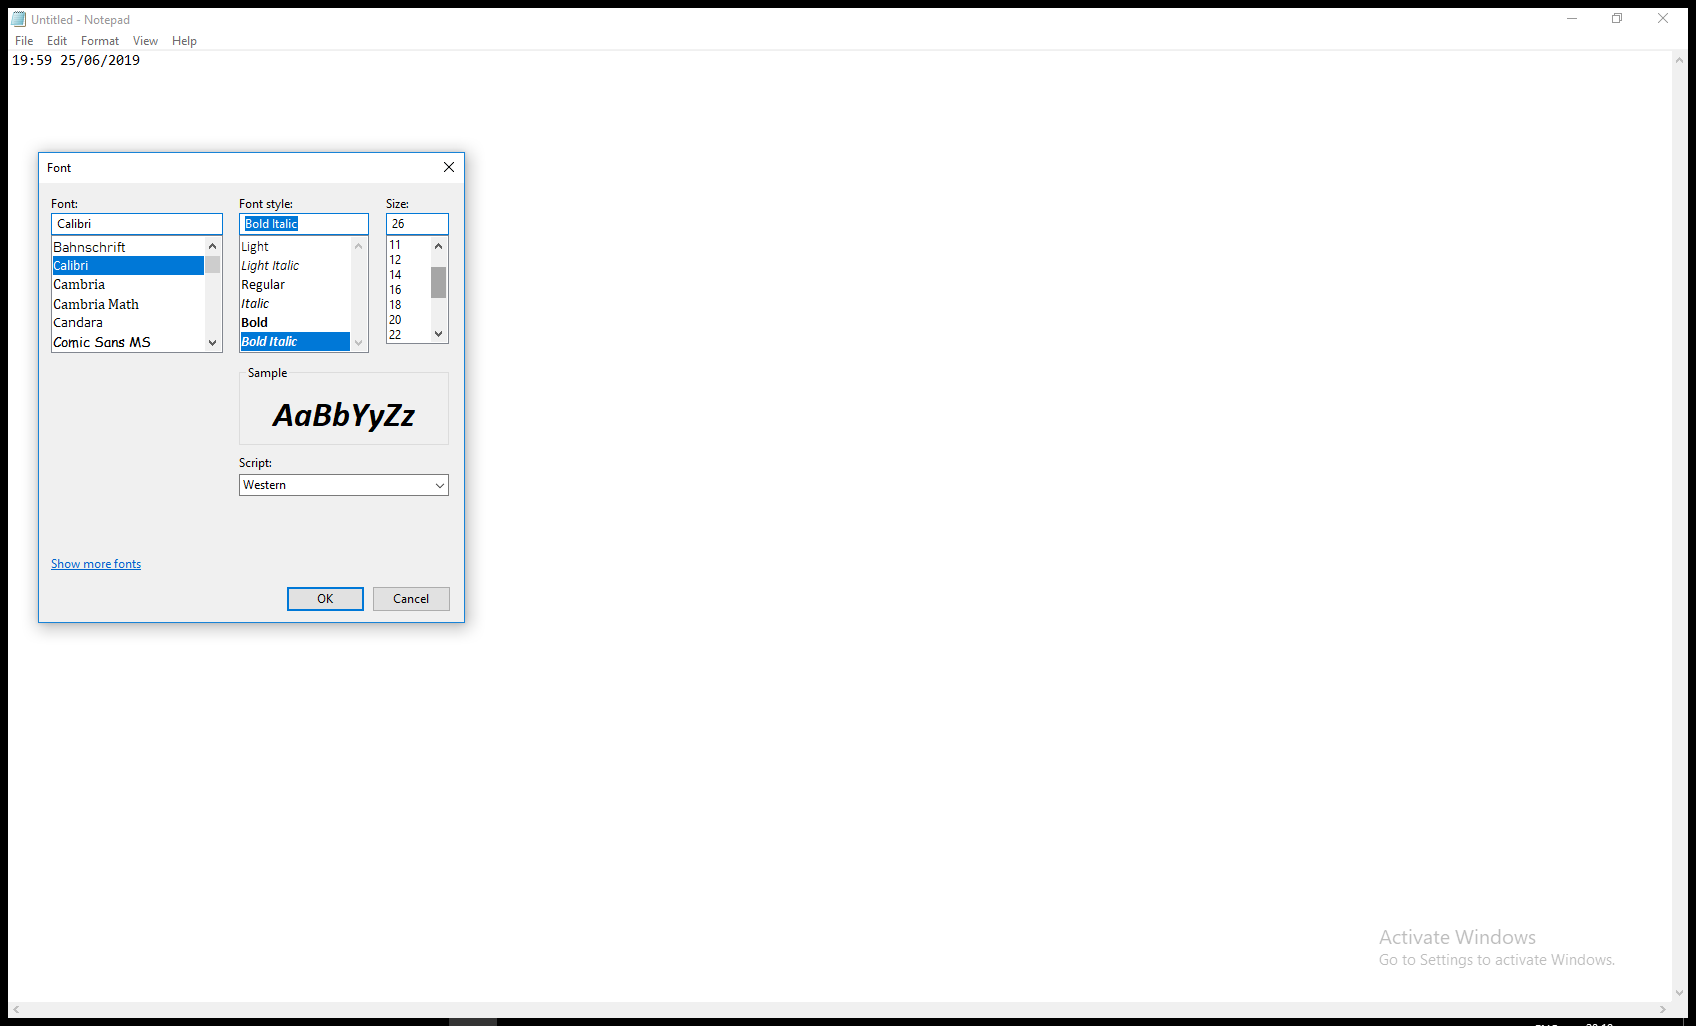 Untitled - Notepad
File Edit Format View Help
19:59 25/06/2019
Font
Font: Font style: Size:
Calibri Bold Italic 26
Bahnschrift
Calibri
Cambria
Cambria Math
Candara
Comic Sans MS
Light
Light Italic
Regular
Italic
Bold
Bold Italic
11
12
14
16
18
20
22
Sample
AaBbYyZz
Script:
Western
Show more fonts
OK Cancel
Activate Windows
Go to Settings to activate Windows.